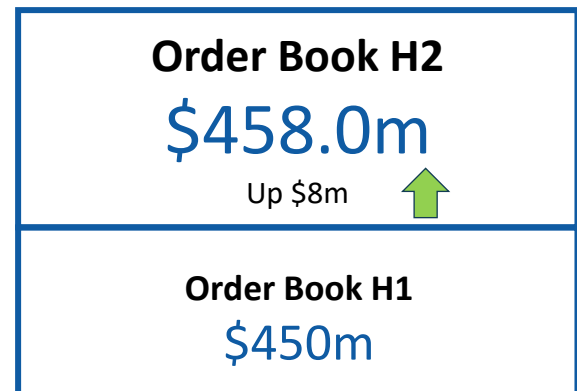 Order Book H2
$458.0m
Up $8m
Order Book H1
$450m